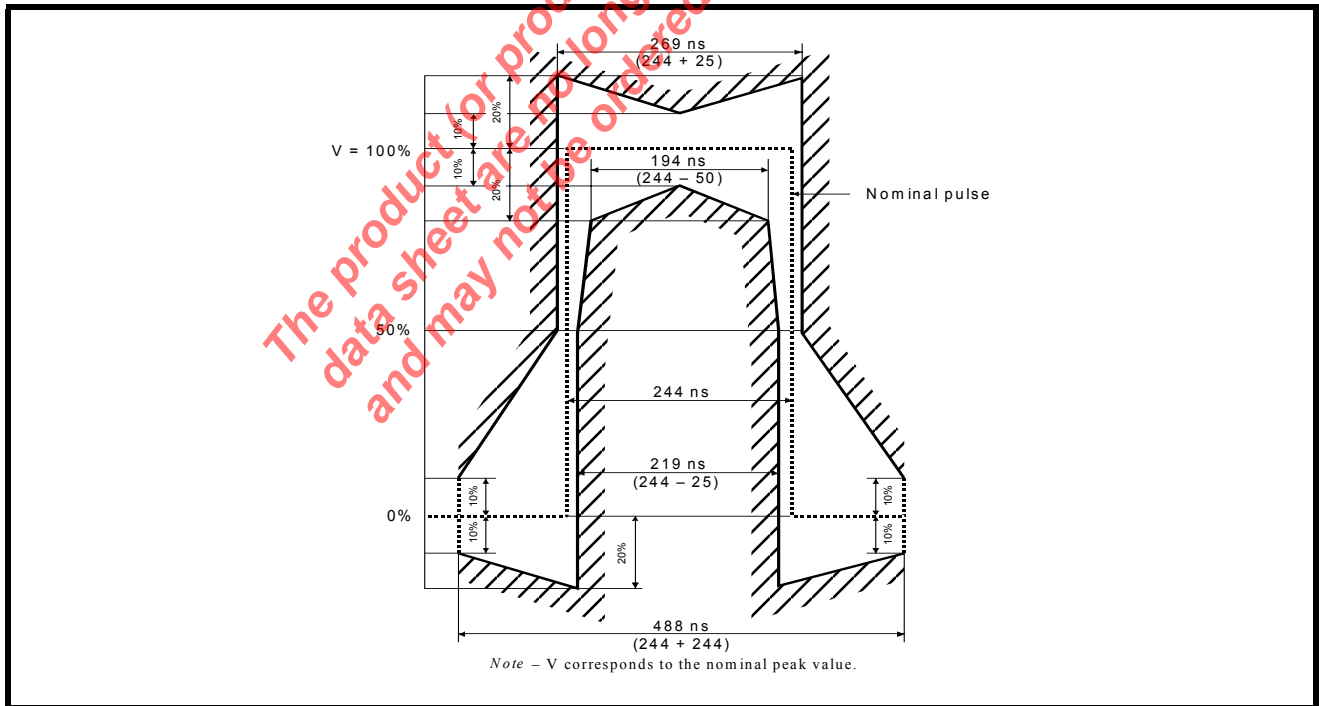 269 ns
(244 + 25)
20%
10%
V = 100%
10%
20%
194 ns
(244 – 50)
Nominal pulse
50%
244 ns
219 ns
(244 – 25)
10%
10%
0%
10%
10%
20%
488 ns
(244 + 244)
Note – V corresponds to the nominal peak value.
The product (or prod
data sheet are no long
and may not be ordered